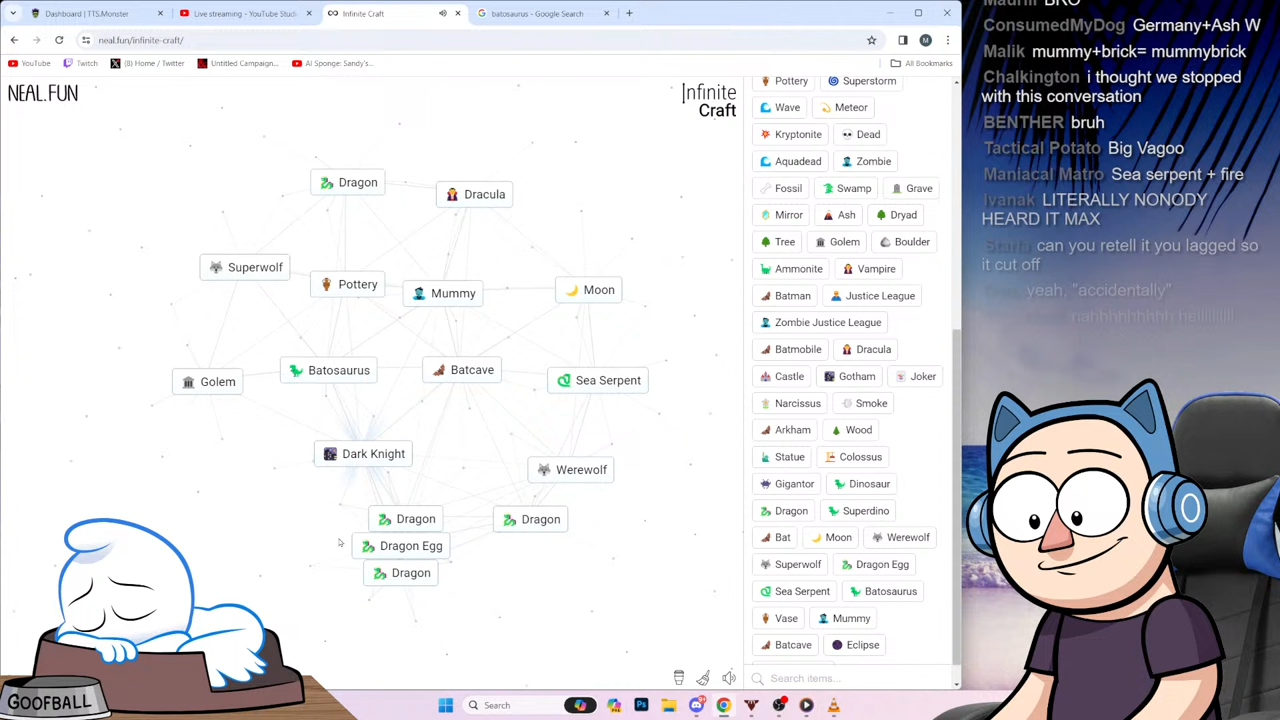 Dashboard | TTS.Monster
Live streaming - YouTube Studi
Infinite Craft
batosaurus - Google Search
neal.fun/infinite-craft/
YouTube
Twitch
(8) Home / Twitter
Untitled Campaign...
AI Sponge: Sandy's...
All Bookmarks
NEAL.FUN
Infinite
Craft
Dragon
Dracula
Superwolf
Pottery
Mummy
Moon
Golem
Batosaurus
Batcave
Sea Serpent
Dark Knight
Werewolf
Dragon
Dragon
Dragon Egg
Dragon
Pottery Superstorm
Wave Meteor
Kryptonite Dead
Aquadead Zombie
Fossil Swamp Grave
Mirror Ash Dryad
Tree Golem Boulder
Ammonite Vampire
Batman Justice League
Zombie Justice League
Batmobile Dracula
Castle Gotham Joker
Narcissus Smoke
Arkham Wood
Statue Colossus
Gigantor Dinosaur
Dragon Superdino
Bat Moon Werewolf
Superwolf Dragon Egg
Sea Serpent Batosaurus
Vase Mummy
Batcave Eclipse
Search items...
GOOFBALL
Search
BRO
ConsumedMyDog Germany+Ash W
Malik mummy+brick= mummybrick
Chalkington i thought we stopped
with this conversation
BENTHER bruh
Tactical Potato Big Vagoo
Maniacal Matro Sea serpent + fire
Ivanak LITERALLY NONODY
HEARD IT MAX
can you retell it you lagged so
it cut off
yeah, "accidentally"